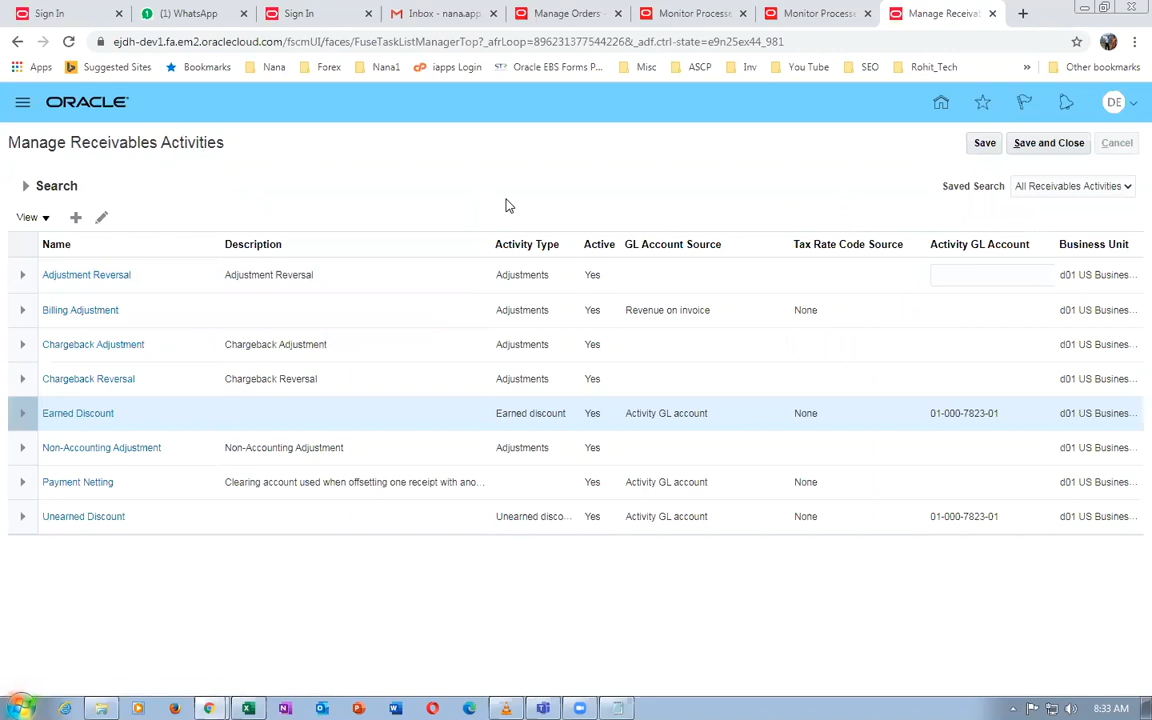 Sign In
(1) WhatsApp
Sign In
Inbox - nana.aap
Manage Orders -
Monitor Processe
Monitor Processe
Manage Receiva
ejdh-dev1.fa.em2.oraclecloud.com/fscmUI/faces/FuseTaskListManagerTop?_afrLoop=896231377544226&_adf.ctrl-state=e9n25ex44_981
Apps
Suggested Sites
Bookmarks
Nana
Forex
Nana1
iapps Login
Oracle EBS Forms P...
Misc
ASCP
Inv
You Tube
SEO
Rohit_Tech
»
Other bookmarks
ORACLE
DE
Manage Receivables Activities
Save
Save and Close
Cancel
Search
Saved Search
All Receivables Activities
View
Name Description Activity Type Active GL Account Source Tax Rate Code Source Activity GL Account Business Unit
Adjustment Reversal Adjustment Reversal Adjustments Yes d01 US Busines...
Billing Adjustment Adjustments Yes Revenue on invoice None d01 US Busines...
Chargeback Adjustment Chargeback Adjustment Adjustments Yes d01 US Busines...
Chargeback Reversal Chargeback Reversal Adjustments Yes d01 US Busines...
Earned Discount Earned discount Yes Activity GL account None 01-000-7823-01 d01 US Busines...
Non-Accounting Adjustment Non-Accounting Adjustment Adjustments Yes d01 US Busines...
Payment Netting Clearing account used when offsetting one receipt with ano... Yes Activity GL account None d01 US Busines...
Unearned Discount Unearned disco... Yes Activity GL account None 01-000-7823-01 d01 US Busines...
8:33 AM